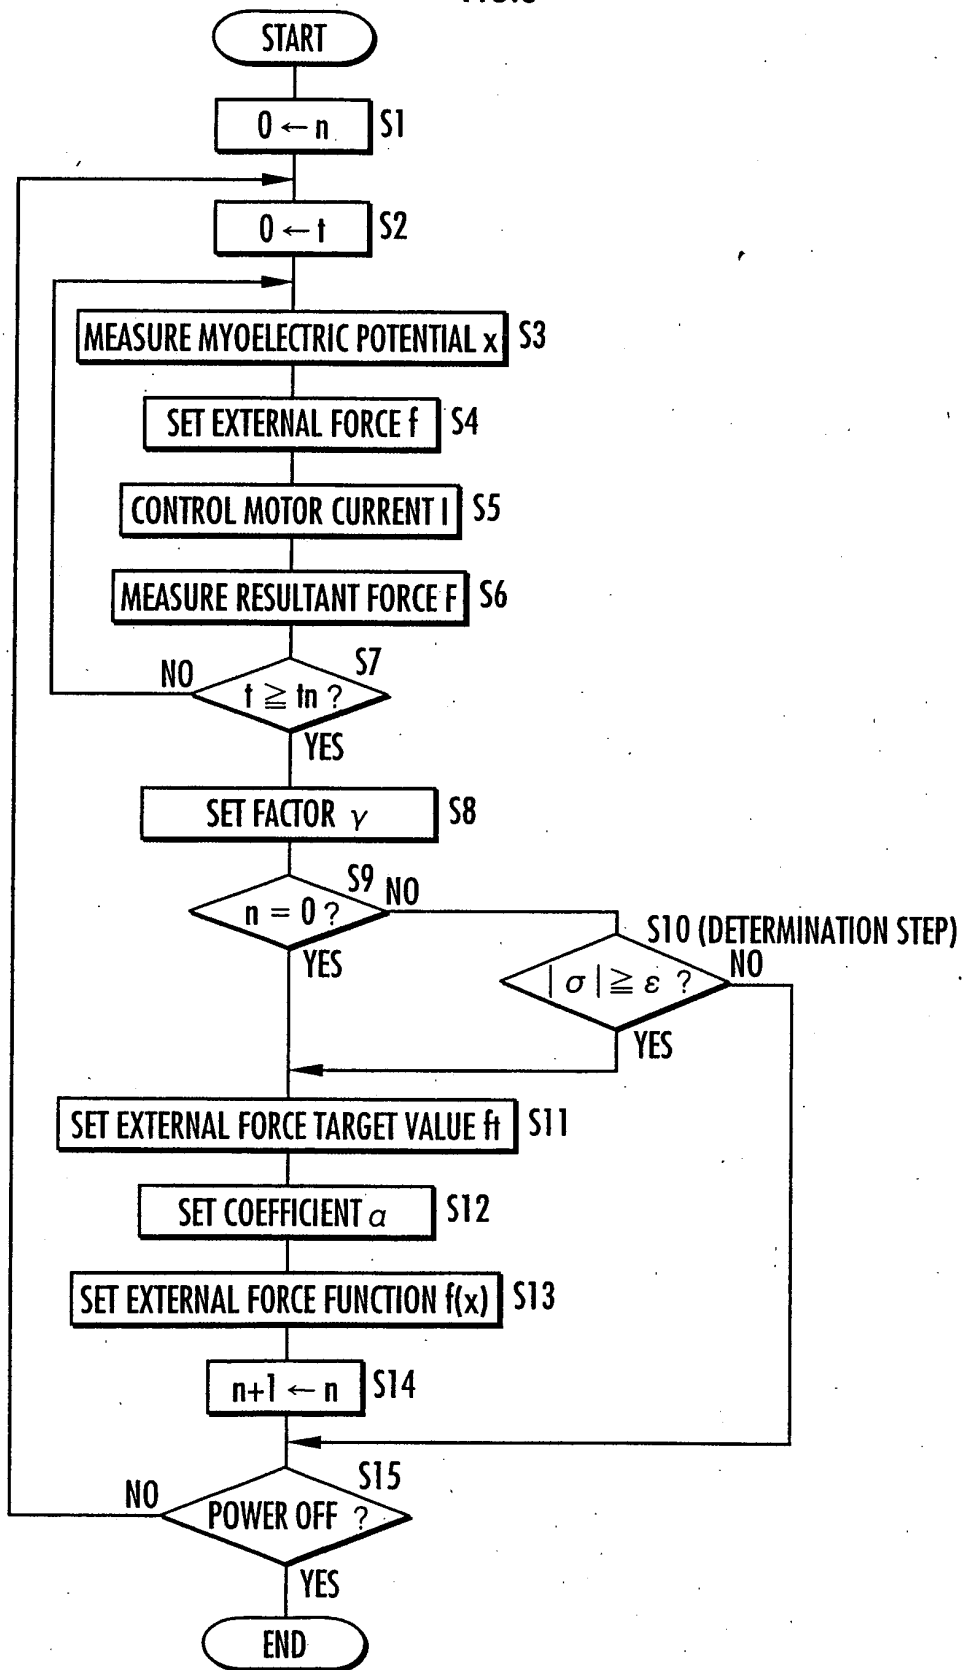 START
0 ← n S1
0 ← t S2
MEASURE MYOELECTRIC POTENTIAL x S3
SET EXTERNAL FORCE f S4
CONTROL MOTOR CURRENT I S5
MEASURE RESULTANT FORCE F S6
S7
NO
t ≧ tn ?
YES
SET FACTOR γ S8
S9 NO
n = 0 ?
YES
S10 (DETERMINATION STEP)
NO
| σ | ≧ ε ?
YES
SET EXTERNAL FORCE TARGET VALUE ft S11
SET COEFFICIENT α S12
SET EXTERNAL FORCE FUNCTION f(x) S13
n+1 ← n S14
S15
NO
POWER OFF ?
YES
END